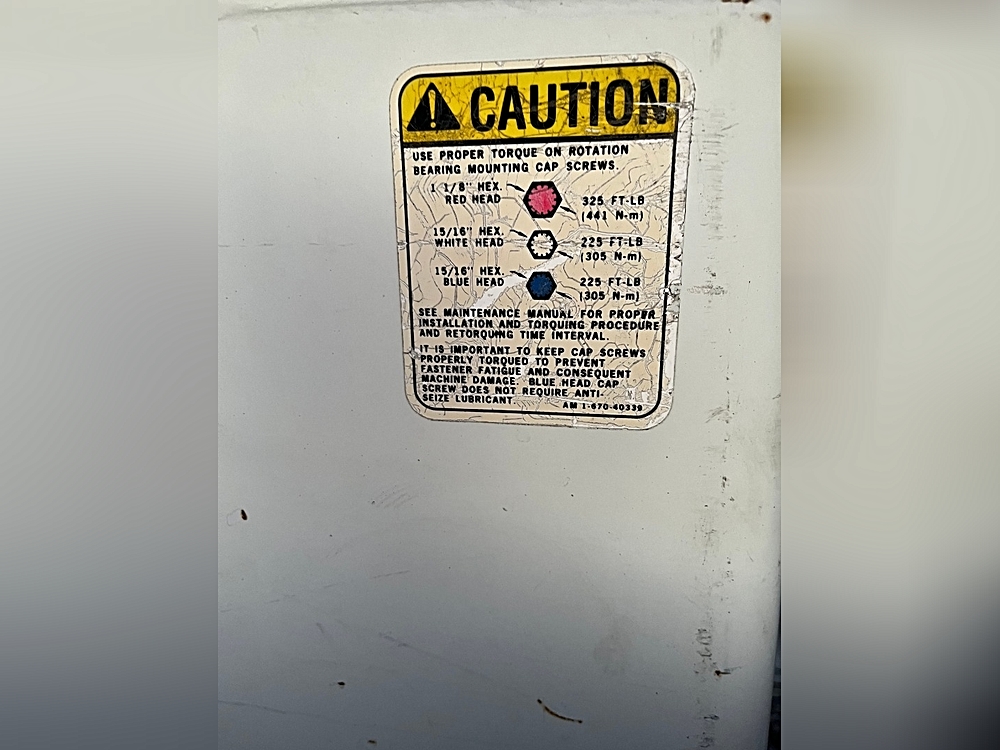 CAUTION
USE PROPER TORQUE ON ROTATION
BEARING MOUNTING CAP SCREWS.
1 1/8" HEX.
RED HEAD
325 FT-LB
(441 N-m)
15/16" HEX.
WHITE HEAD
225 FT-LB
(305 N-m)
15/16" HEX.
BLUE HEAD
225 FT-LB
(305 N-m)
SEE MAINTENANCE MANUAL FOR PROPER
INSTALLATION AND TORQUING PROCEDURE
AND RETORQUING TIME INTERVAL.
IT IS IMPORTANT TO KEEP CAP SCREWS
PROPERLY TORQUED TO PREVENT
FASTENER FATIGUE AND CONSEQUENT
MACHINE DAMAGE. BLUE HEAD CAP
SCREW DOES NOT REQUIRE ANTI-
SEIZE LUBRICANT.
AM 1-670-60339